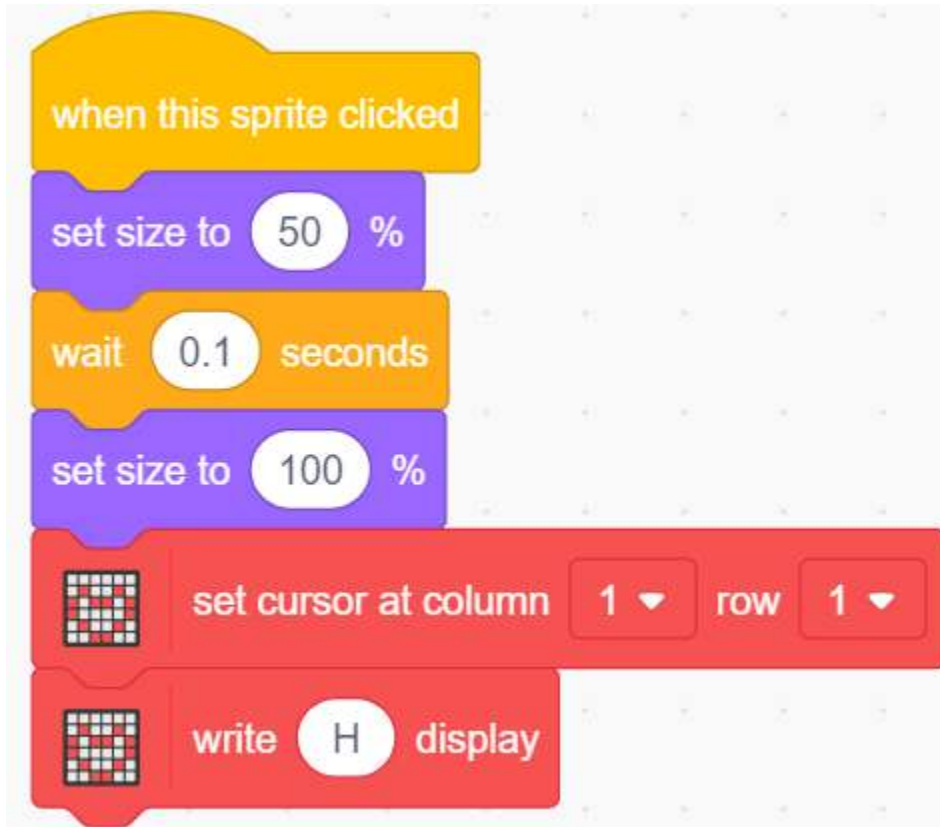 when this sprite clicked
set size to 50 %
wait 0.1 seconds
set size to 100 %
set cursor at column 1 row 1
write H display